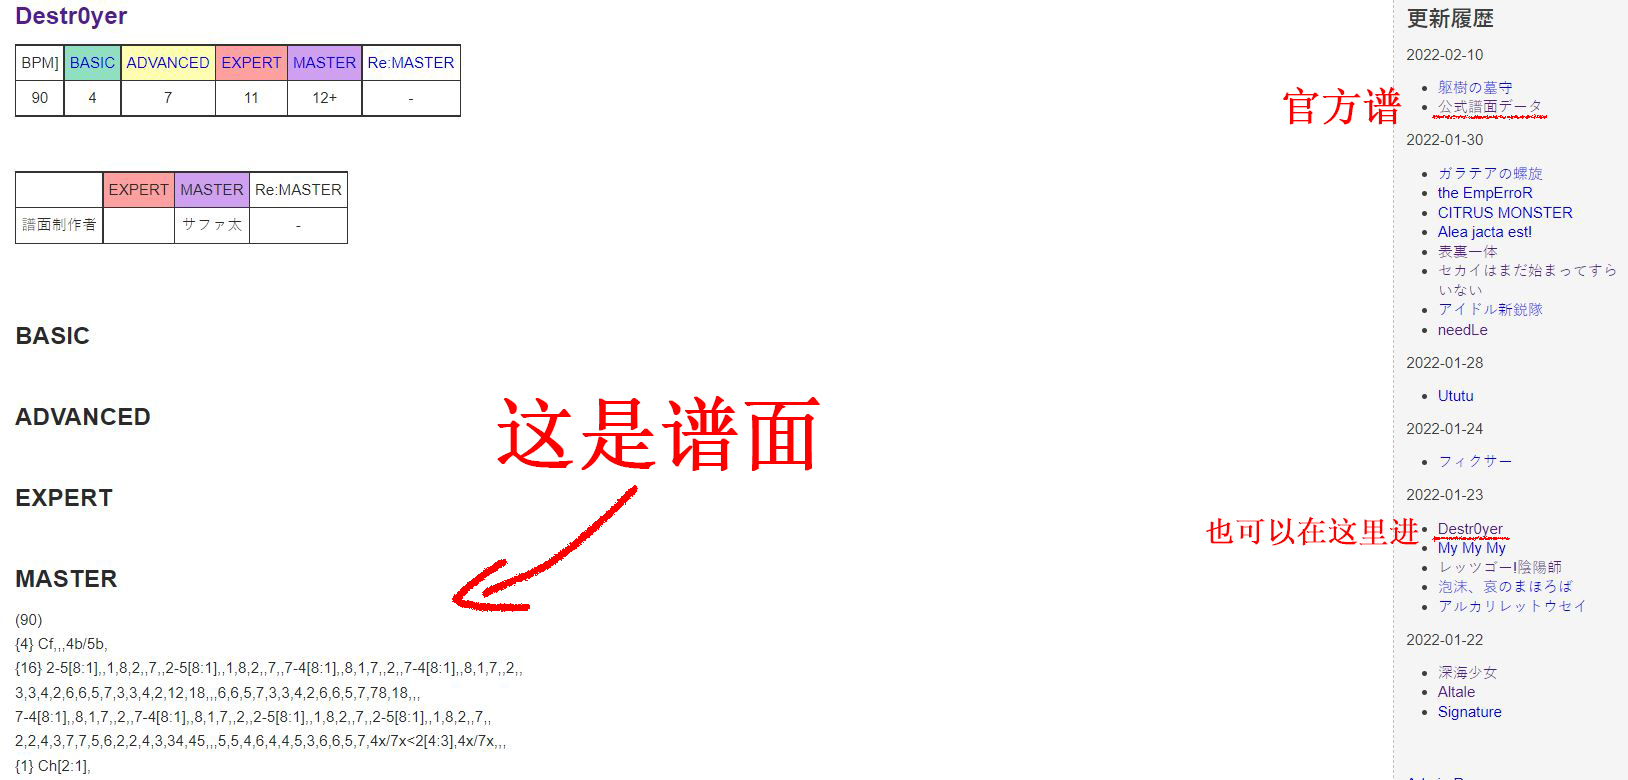 Destr0yer
BPM] BASIC ADVANCED EXPERT MASTER Re:MASTER
90 4 7 11 12+ -
EXPERT MASTER Re:MASTER
譜面制作者 サファ太 -
BASIC
ADVANCED
EXPERT
这是谱面
MASTER
(90)
{4} Cf,,,4b/5b,
{16} 2-5[8:1],,1,8,2,,7,,2-5[8:1],,1,8,2,,7,,7-4[8:1],,8,1,7,,2,,7-4[8:1],,8,1,7,,2,,
3,3,4,2,6,6,5,7,3,3,4,2,12,18,,,6,6,5,7,3,3,4,2,6,6,5,7,78,18,,,
7-4[8:1],,8,1,7,,2,,7-4[8:1],,8,1,7,,2,,2-5[8:1],,1,8,2,,7,,2-5[8:1],,1,8,2,,7,,
2,2,4,3,7,7,5,6,2,2,4,3,34,45,,,5,5,4,6,4,4,5,3,6,6,5,7,4x/7x<2[4:3],4x/7x,,,
{1} Ch[2:1],
更新履歴
2022-02-10
躯樹の墓守
官方谱
公式譜面データ
2022-01-30
ガラテアの螺旋
the EmpErroR
CITRUS MONSTER
Alea jacta est!
表裏一体
セカイはまだ始まってすら
いない
アイドル新鋭隊
needLe
2022-01-28
Ututu
2022-01-24
フィクサー
2022-01-23
也可以在这里进
Destr0yer
My My My
レッツゴー!陰陽師
泡沫、哀のまほろば
アルカリレットウセイ
2022-01-22
深海少女
Altale
Signature